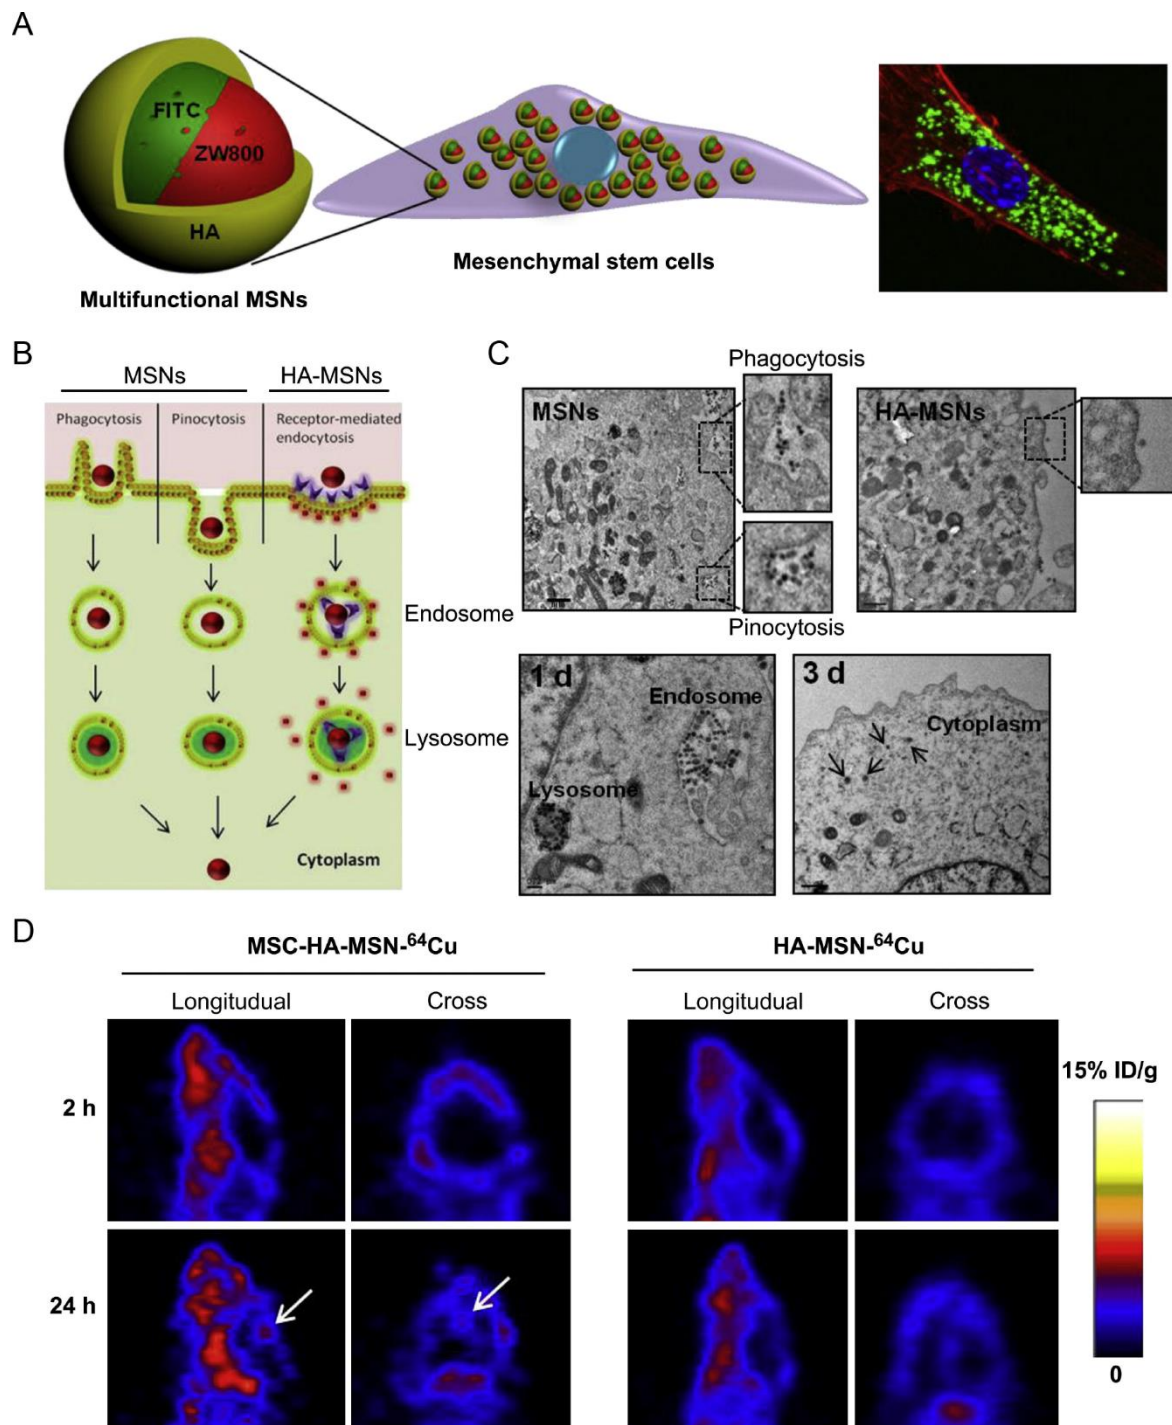 A
FITC
ZW800
HA
Multifunctional MSNs
Mesenchymal stem cells
B
MSNs
HA-MSNs
Phagocytosis
Pinocytosis
Receptor-mediated
endocytosis
Endosome
Lysosome
Cytoplasm
C
Phagocytosis
MSNs
HA-MSNs
Pinocytosis
1 d
Endosome
Lysosome
3 d
Cytoplasm
D
MSC-HA-MSN-⁶⁴Cu
HA-MSN-⁶⁴Cu
Longitudual
Cross
Longitudual
Cross
15% ID/g
2 h
24 h
0